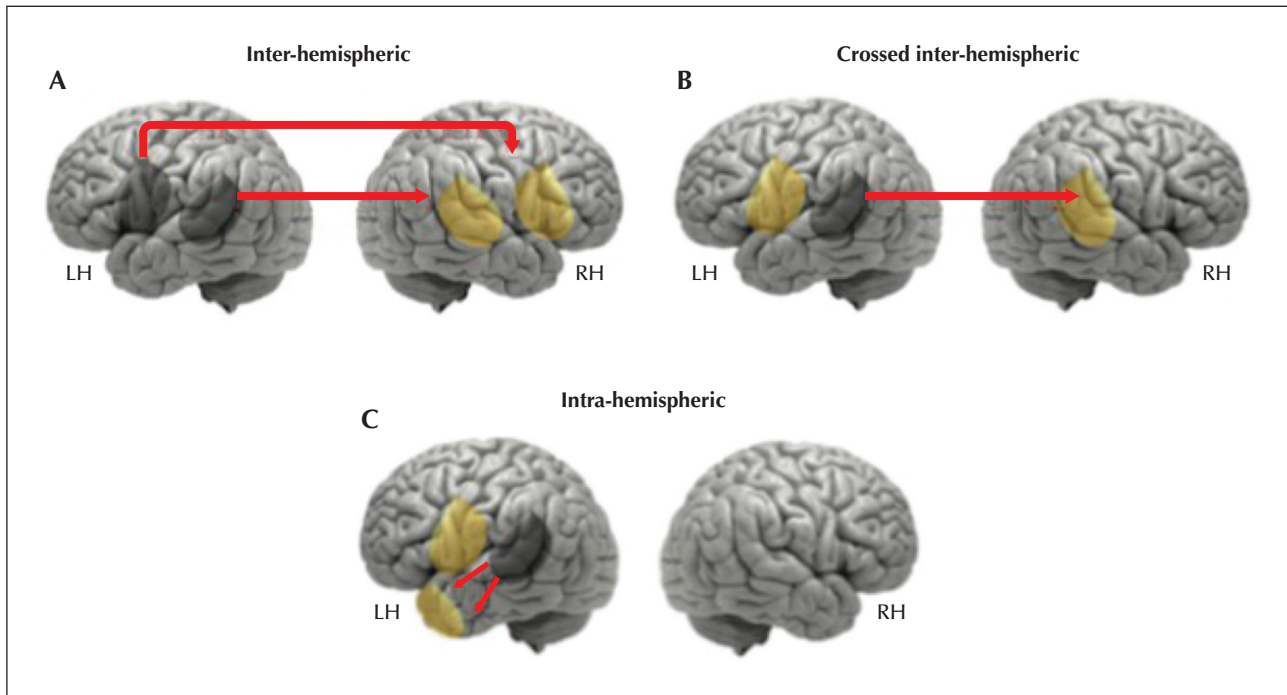 Inter-hemispheric
A
LH
RH
Crossed inter-hemispheric
B
LH
RH
Intra-hemispheric
C
LH
RH